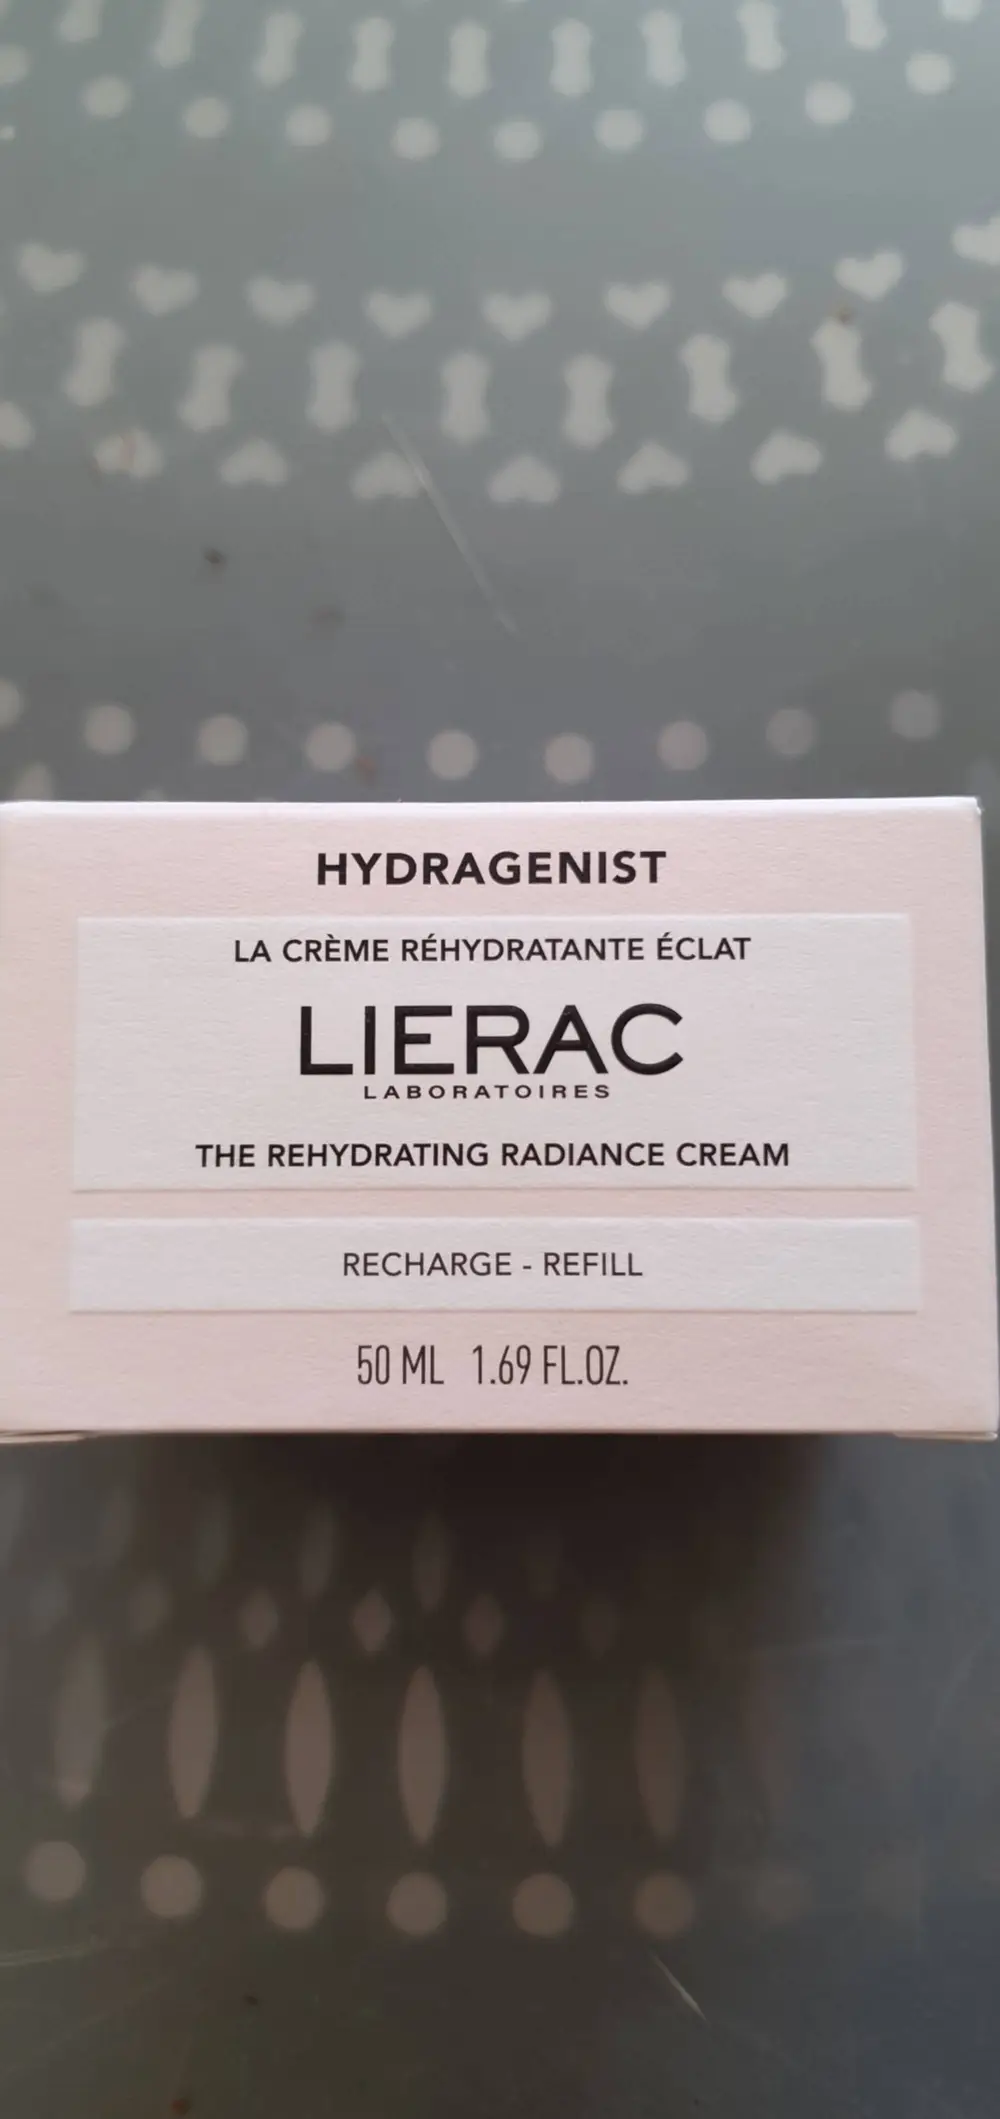 HYDRAGENIST
LA CRÈME RÉHYDRATANTE ÉCLAT
LIERAC
LABORATOIRES
THE REHYDRATING RADIANCE CREAM
RECHARGE - REFILL
50 ML 1.69 FL.OZ.